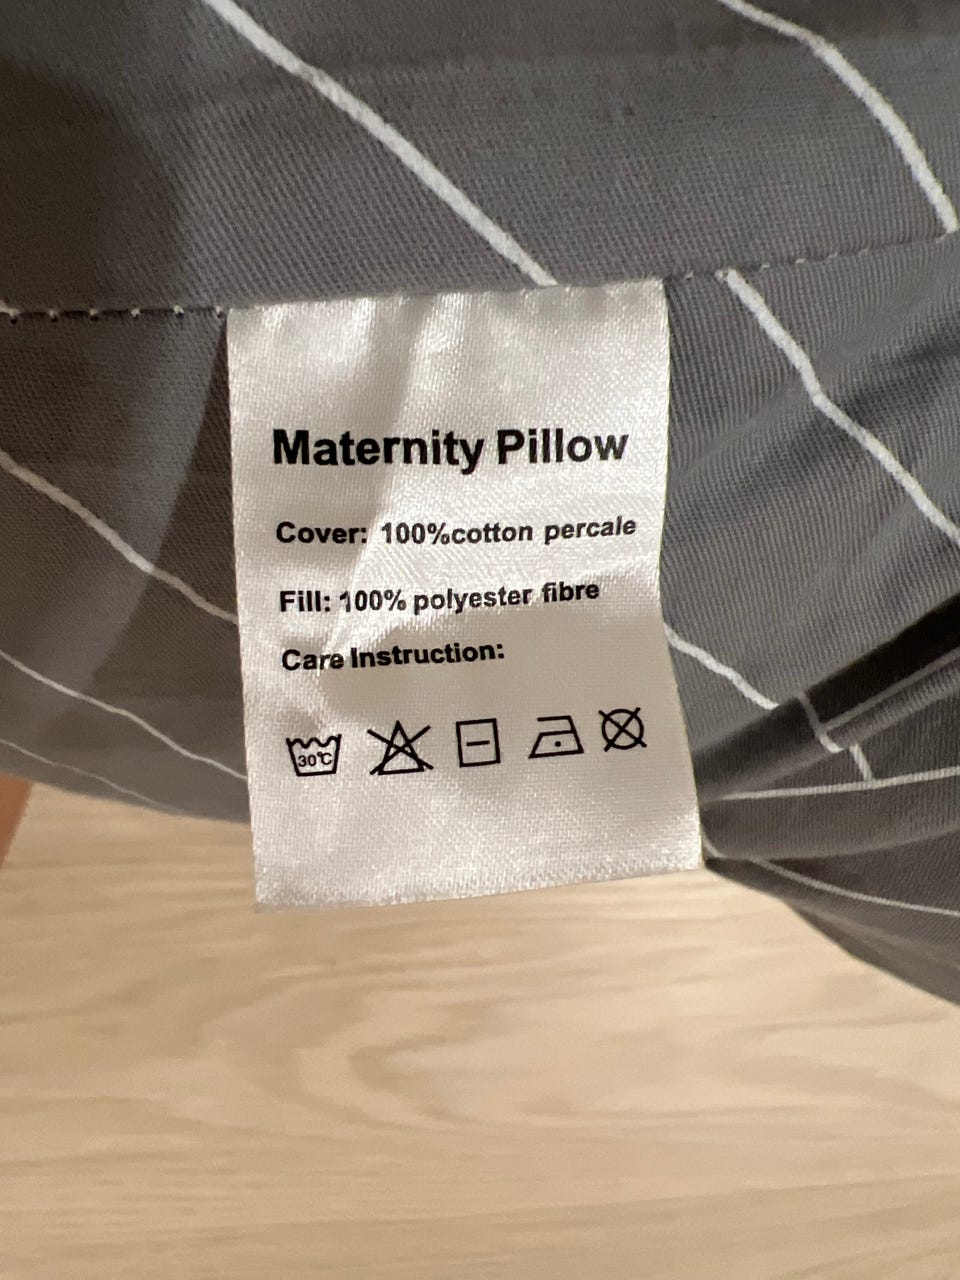 Maternity Pillow
Cover: 100%cotton percale
Fill: 100% polyester fibre
Care Instruction:
30℃